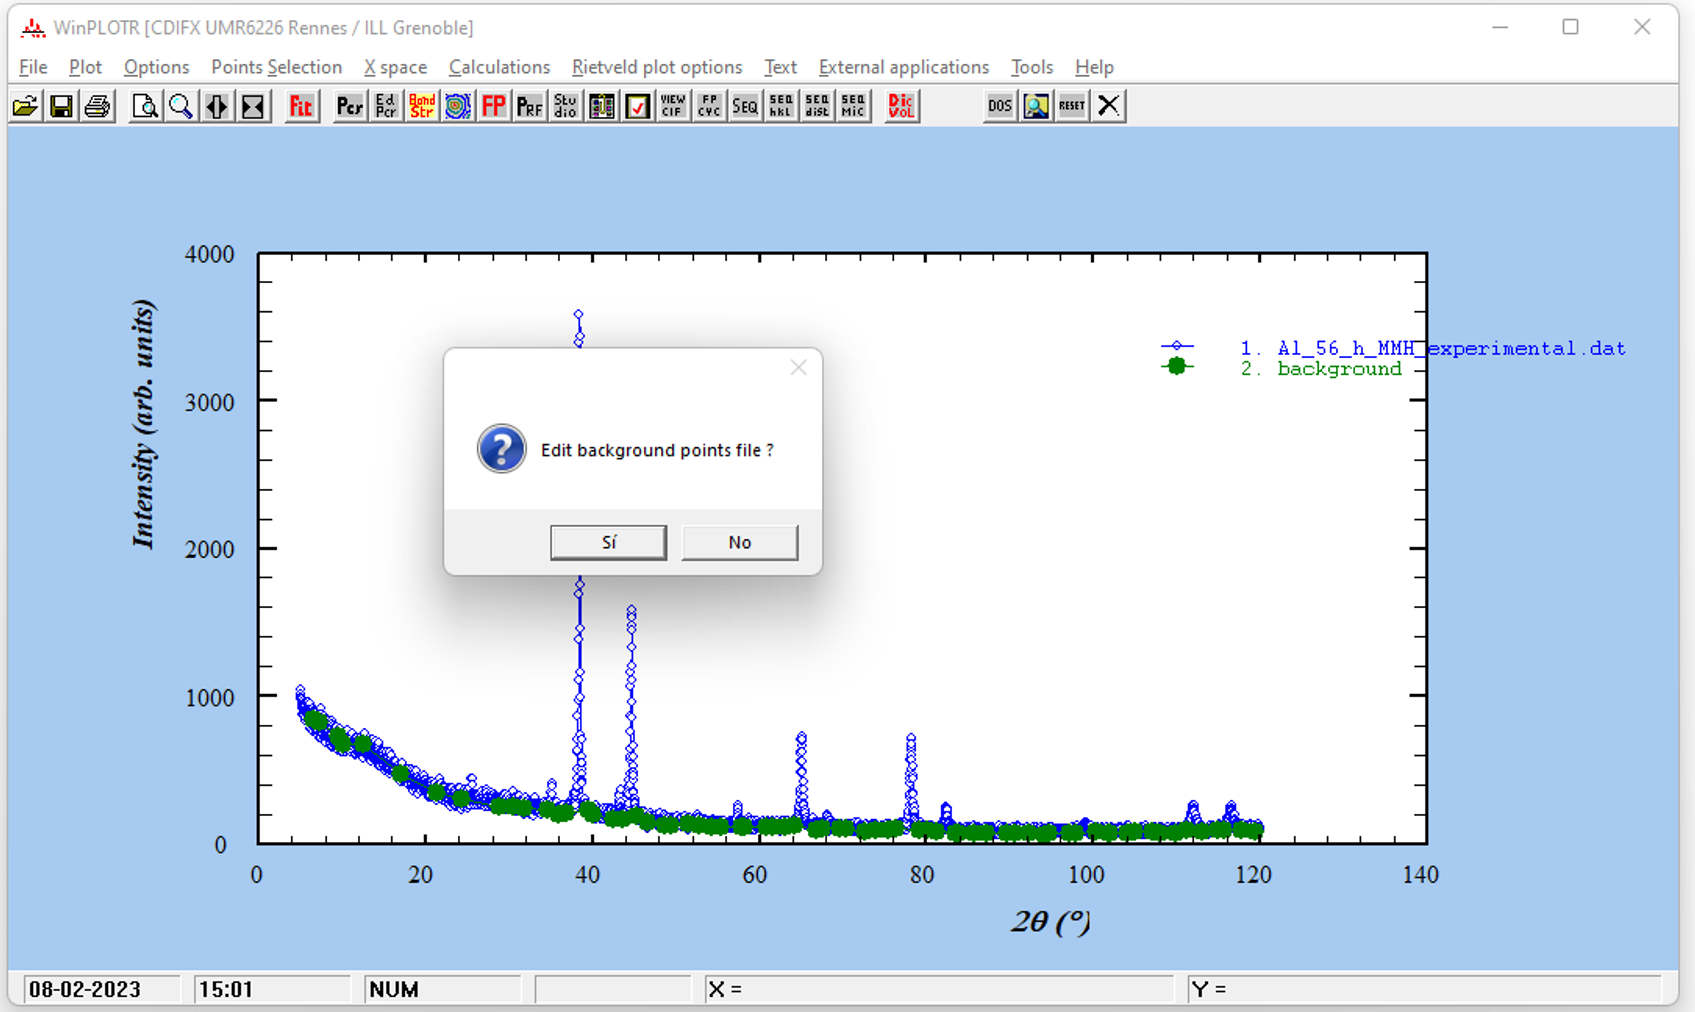 WinPLOTR [CDIFX UMR6226 Rennes / ILL Grenoble]
File Plot Options Points Selection X space Calculations Rietveld plot options Text External applications Tools Help
Fit Pcr Ed Pcr Bond Str FP PRF Stu dio VIEW CIF FP CYC SEQ SEQ hkl SEQ dist SEQ Mic Dic VOL DOS RESET
4000
3000
2000
1000
0
Intensity (arb. units)
1. Al_56_h_MMH_experimental.dat
2. background
Edit background points file ?
Sí No
0 20 40 60 80 100 120 140
2θ (°)
08-02-2023 15:01 NUM X = Y =